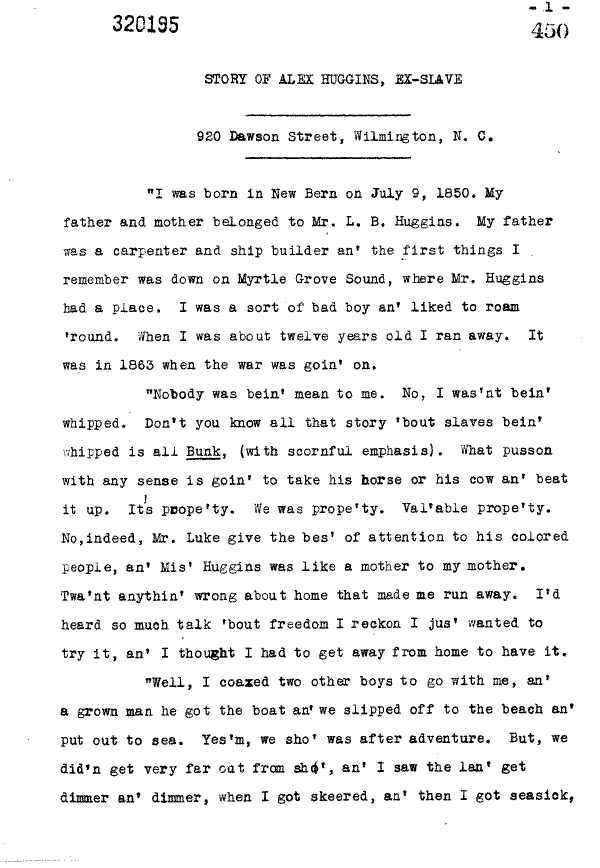 - 1 -
320195
450
STORY OF ALEX HUGGINS, EX-SLAVE
920 Dawson Street, Wilmington, N. C.
"I was born in New Bern on July 9, 1850. My
father and mother belonged to Mr. L. B. Huggins. My father
was a carpenter and ship builder an' the first things I
remember was down on Myrtle Grove Sound, where Mr. Huggins
had a place. I was a sort of bad boy an' liked to roam
'round. When I was about twelve years old I ran away. It
was in 1863 when the war was goin' on.
"Nobody was bein' mean to me. No, I was'nt bein'
whipped. Don't you know all that story 'bout slaves bein'
whipped is all Bunk, (with scornful emphasis). What pusson
with any sense is goin' to take his horse or his cow an' beat
it up. It's prope'ty. We was prope'ty. Val'able prope'ty.
No,indeed, Mr. Luke give the bes' of attention to his colored
people, an' Mis' Huggins was like a mother to my mother.
Twa'nt anythin' wrong about home that made me run away. I'd
heard so much talk 'bout freedom I reckon I jus' wanted to
try it, an' I thought I had to get away from home to have it.
"Well, I coaxed two other boys to go with me, an'
a grown man he got the boat an' we slipped off to the beach an'
put out to sea. Yes'm, we sho' was after adventure. But, we
did'n get very far out from sho', an' I saw the lan' get
dimmer an' dimmer, when I got skeered, an' then I got seasick,